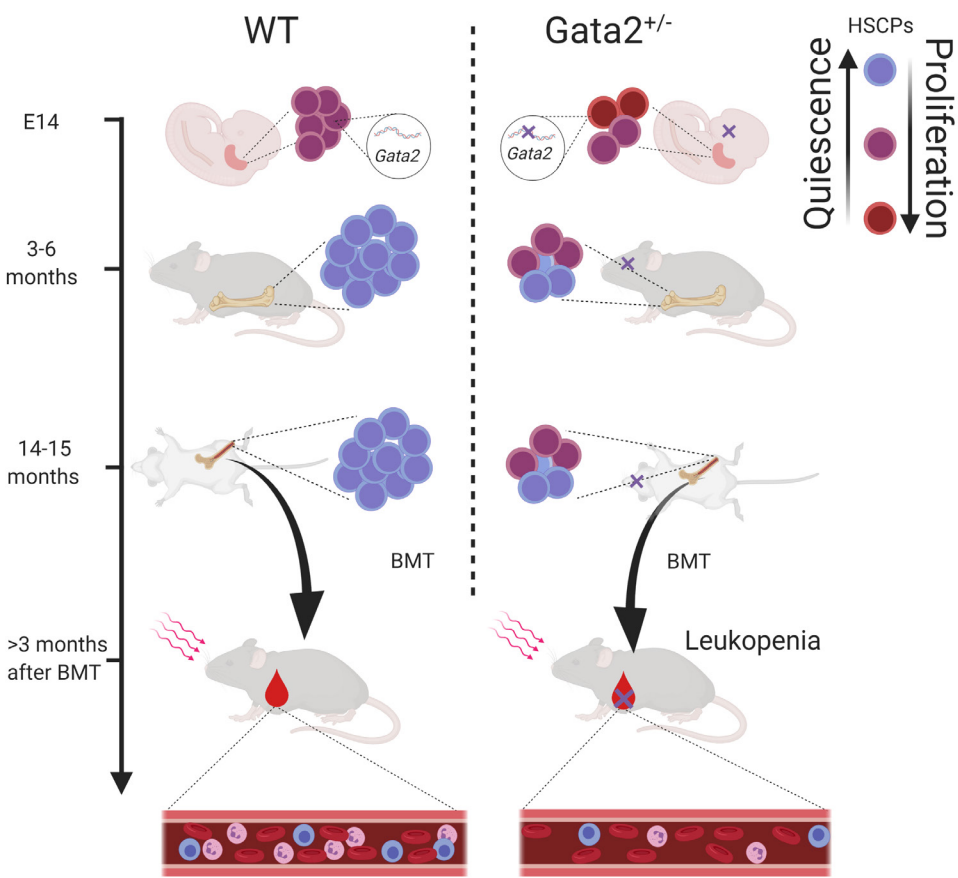 WT
Gata2+/-
HSCPs
Quiescence
Proliferation
E14
Gata2
Gata2
3-6
months
14-15
months
BMT
BMT
>3 months
after BMT
Leukopenia